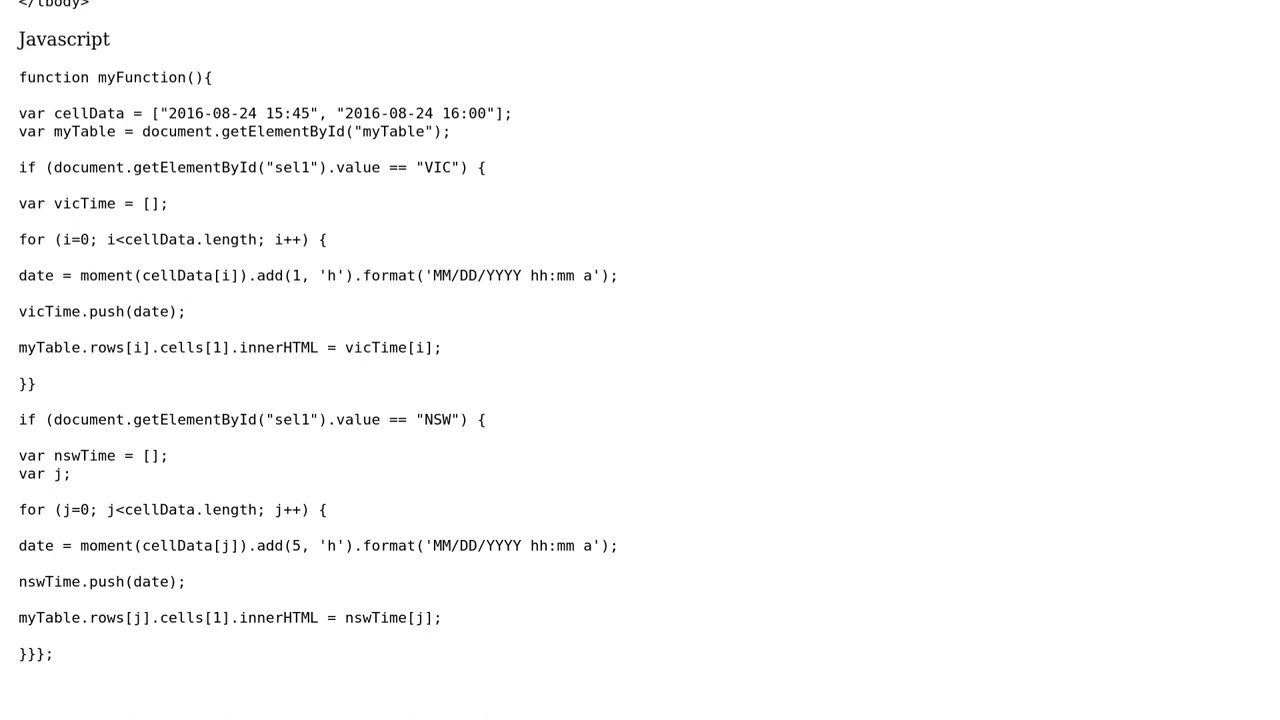 </tbody>
Javascript
function myFunction(){
var cellData = ["2016-08-24 15:45", "2016-08-24 16:00"];
var myTable = document.getElementById("myTable");
if (document.getElementById("sel1").value == "VIC") {
var vicTime = [];
for (i=0; i<cellData.length; i++) {
date = moment(cellData[i]).add(1, 'h').format('MM/DD/YYYY hh:mm a');
vicTime.push(date);
myTable.rows[i].cells[1].innerHTML = vicTime[i];
}}
if (document.getElementById("sel1").value == "NSW") {
var nswTime = [];
var j;
for (j=0; j<cellData.length; j++) {
date = moment(cellData[j]).add(5, 'h').format('MM/DD/YYYY hh:mm a');
nswTime.push(date);
myTable.rows[j].cells[1].innerHTML = nswTime[j];
}}};